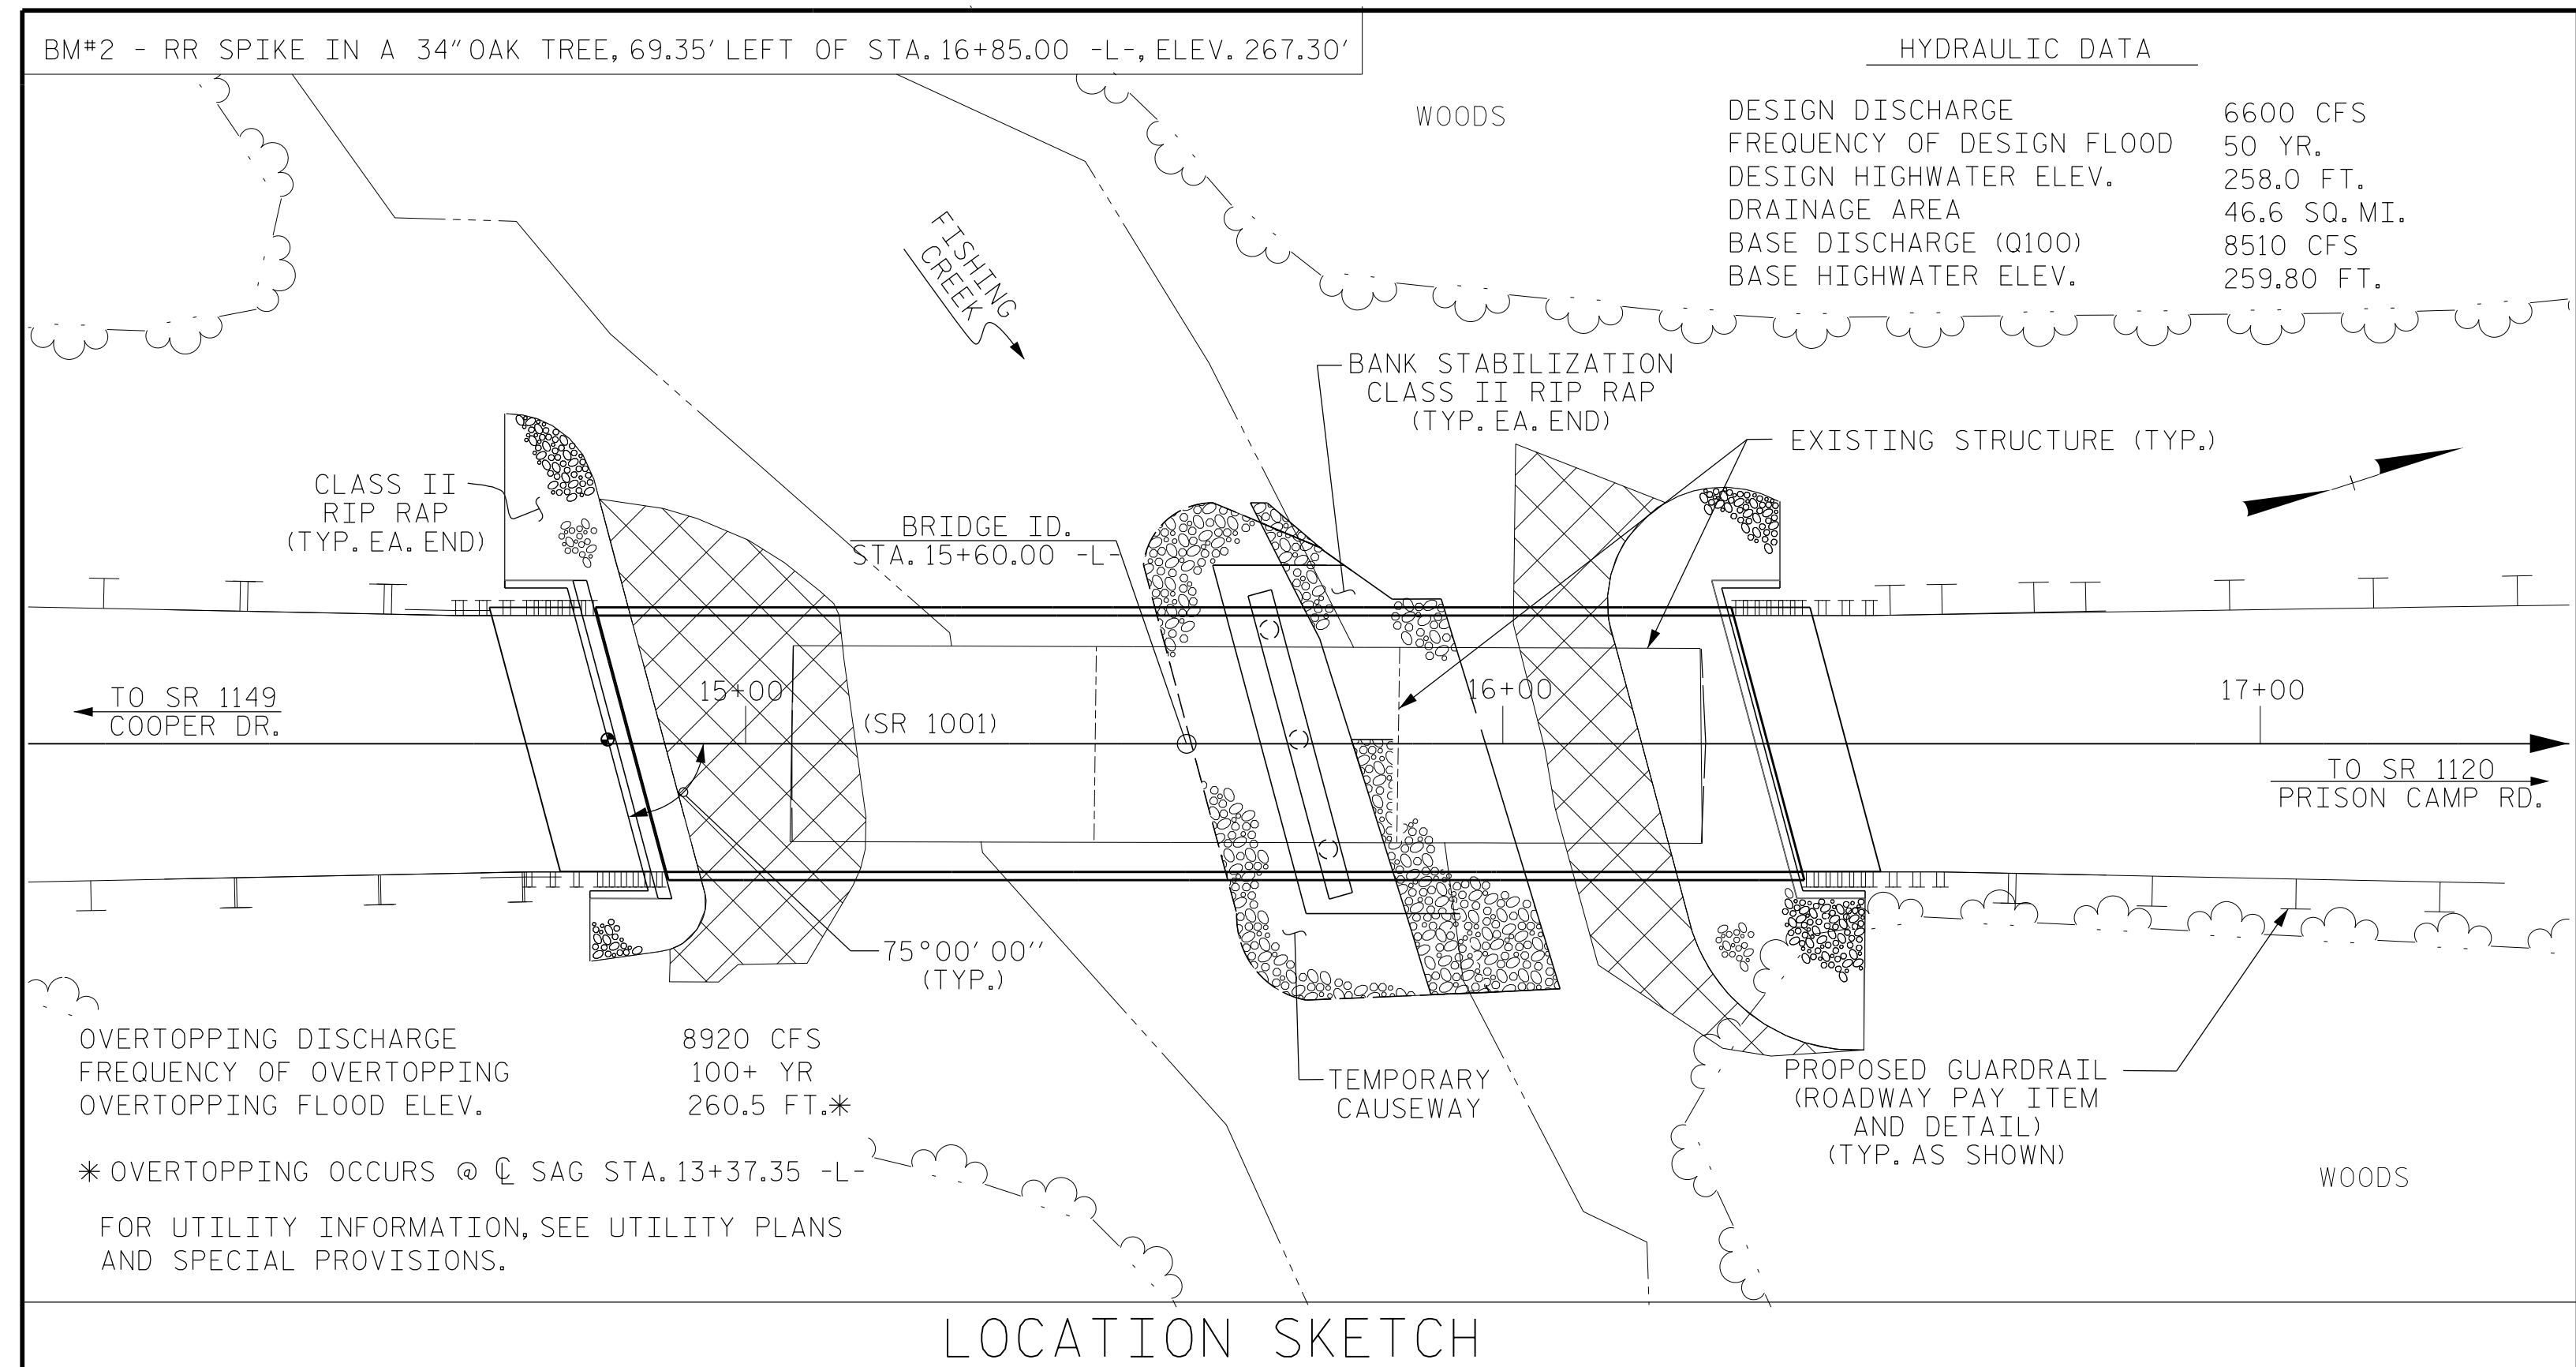 BM#2 - RR SPIKE IN A 34" OAK TREE, 69.35' LEFT OF STA. 16+85.00 -L-, ELEV. 267.30'
HYDRAULIC DATA
DESIGN DISCHARGE 6600 CFS
FREQUENCY OF DESIGN FLOOD 50 YR.
DESIGN HIGHWATER ELEV. 258.0 FT.
DRAINAGE AREA 46.6 SQ. MI.
BASE DISCHARGE (Q100) 8510 CFS
BASE HIGHWATER ELEV. 259.80 FT.
WOODS
FISHING
CREEK
BANK STABILIZATION
CLASS II RIP RAP
(TYP. EA. END)
EXISTING STRUCTURE (TYP.)
CLASS II
RIP RAP
(TYP. EA. END)
BRIDGE ID.
STA. 15+60.00 -L-
TO SR 1149
COOPER DR.
15+00
(SR 1001)
16+00
17+00
TO SR 1120
PRISON CAMP RD.
75°00'00''
(TYP.)
OVERTOPPING DISCHARGE 8920 CFS
FREQUENCY OF OVERTOPPING 100+ YR
OVERTOPPING FLOOD ELEV. 260.5 FT.*
* OVERTOPPING OCCURS @ ℄ SAG STA. 13+37.35 -L-
FOR UTILITY INFORMATION, SEE UTILITY PLANS
AND SPECIAL PROVISIONS.
TEMPORARY
CAUSEWAY
PROPOSED GUARDRAIL
(ROADWAY PAY ITEM
AND DETAIL)
(TYP. AS SHOWN)
WOODS
LOCATION SKETCH